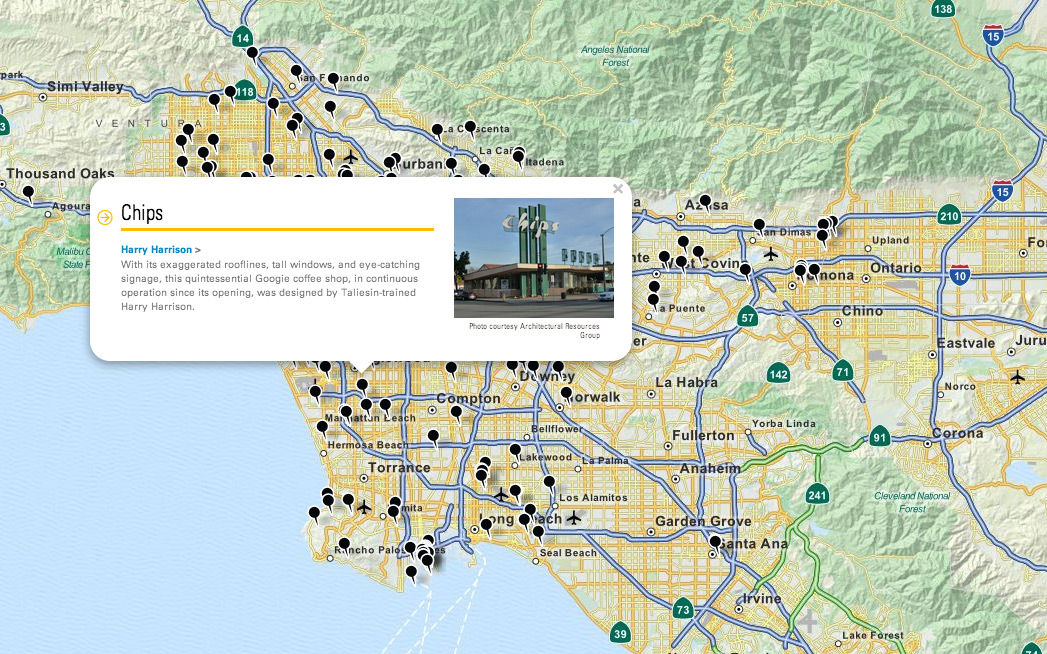 138
15
14
Angeles National
Forest
San Fernando
park
Simi Valley
118
V E N T U R A
La Crescenta
La Cañ
Altadena
Burban
Thousand Oaks
15
Agoura
Azusa
210
San Dimas
Upland
Malibu C
State P
West Covin
Pomona
Ontario
10
La Puente
57
Chino
Chips
Harry Harrison >
With its exaggerated rooflines, tall windows, and eye-catching
signage, this quintessential Googie coffee shop, in continuous
operation since its opening, was designed by Taliesin-trained
Harry Harrison.
Chips
Photo courtesy Architectural Resources
Group
Eastvale
Juru
Downey
142
71
La Habra
Norco
Compton
Norwalk
Manhattan Beach
Yorba Linda
Bellflower
Fullerton
91
Corona
Hermosa Beach
Lakewood
La Palma
Torrance
Anaheim
241
Cleveland National
Forest
Los Alamitos
Lomita
Long Beach
Garden Grove
Rancho Palos Verdes
Seal Beach
Santa Ana
Irvine
73
39
Lake Forest
74